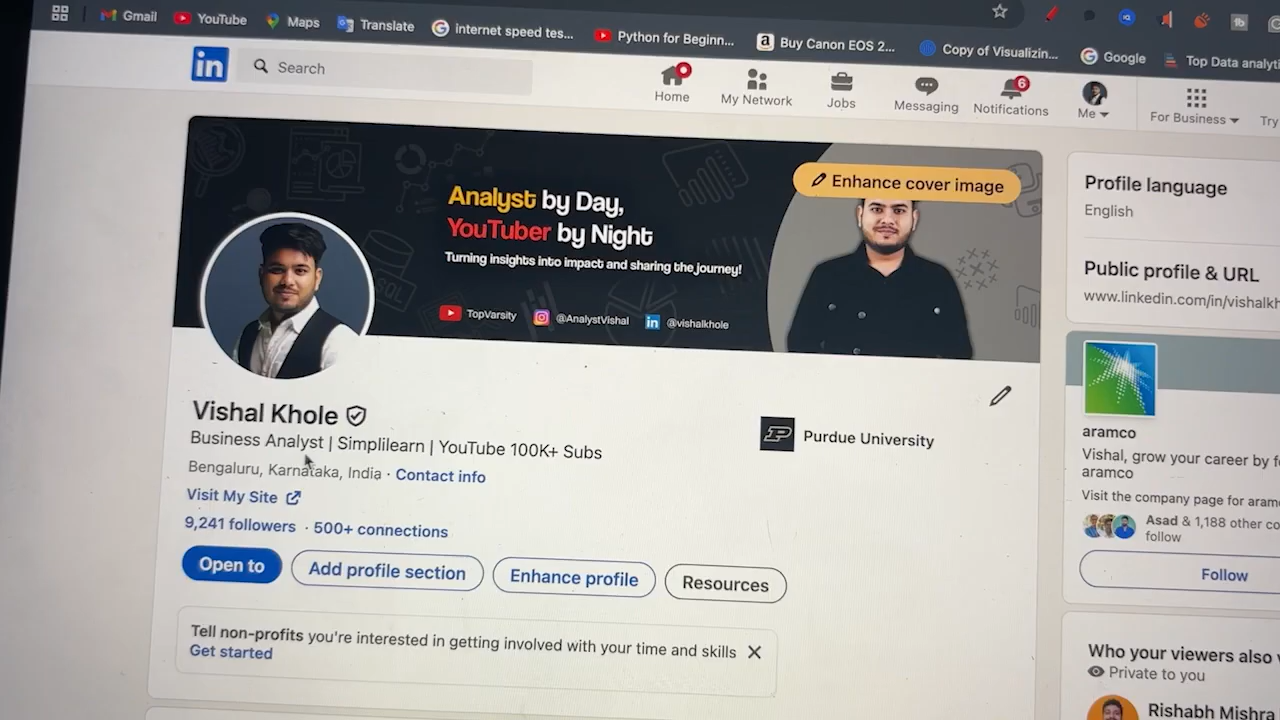 Gmail
YouTube
Maps
Translate
internet speed tes...
Python for Beginn...
Buy Canon EOS 2...
Copy of Visualizin...
Google
Top Data analyti
in
Search
Home
My Network
Jobs
Messaging
6
Notifications
Me
For Business
Try
Analyst by Day,
YouTuber by Night
Turning insights into impact and sharing the journey!
TopVarsity
@AnalystVishal
in
@vishalkhole
SQL
Enhance cover image
Vishal Khole
Business Analyst | Simplilearn | YouTube 100K+ Subs
Bengaluru, Karnataka, India · Contact info
Visit My Site
9,241 followers · 500+ connections
P
Purdue University
Open to
Add profile section
Enhance profile
Resources
Tell non-profits you're interested in getting involved with your time and skills
Get started
Profile language
English
Public profile & URL
www.linkedin.com/in/vishalkh
aramco
Vishal, grow your career by f
aramco
Visit the company page for aram
Asad & 1,188 other co
follow
Follow
Who your viewers also v
Private to you
Rishabh Mishra